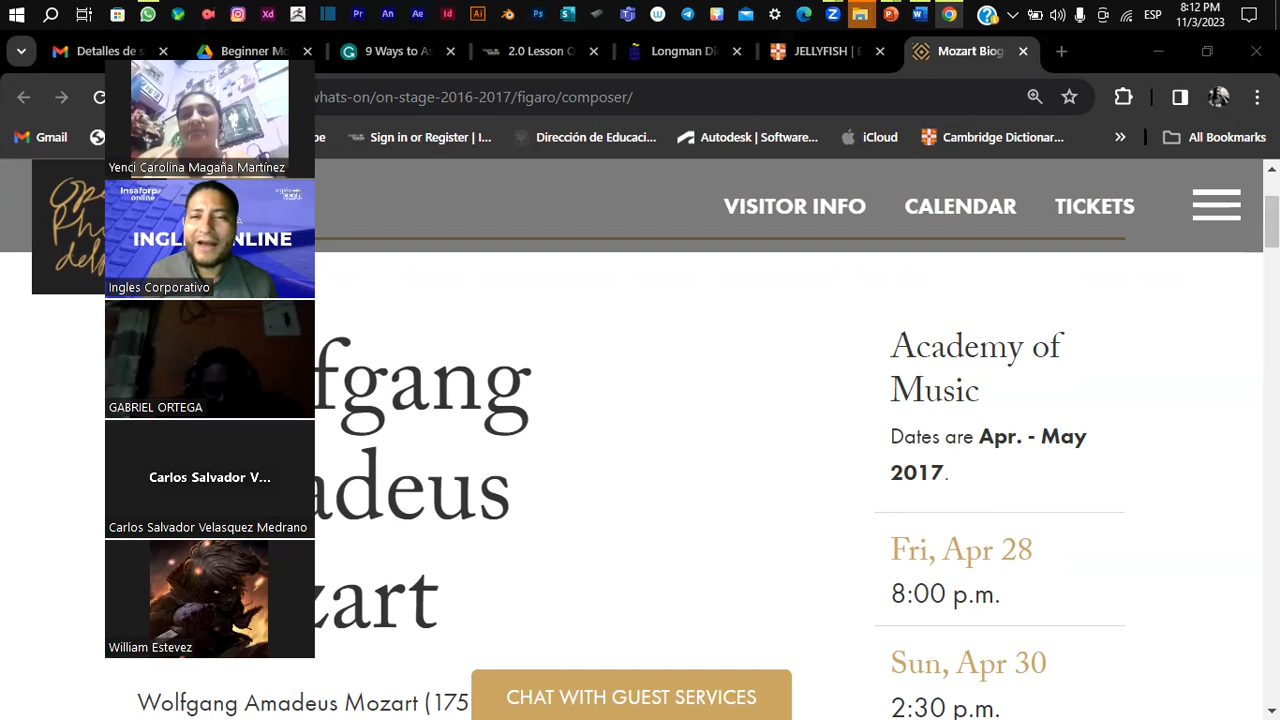 8:12 PM
ESP
11/3/2023
Detalles de s
Beginner Mo
9 Ways to As
2.0 Lesson O
Longman Di
JELLYFISH | E
Mozart Biog
whats-on/on-stage-2016-2017/figaro/composer/
Gmail
be
Sign in or Register | I...
Dirección de Educaci...
Autodesk | Software...
iCloud
Cambridge Dictionar...
All Bookmarks
Yenci Carolina Magaña Martínez
VISITOR INFO
CALENDAR
TICKETS
Insaforp
online
INGL
NLINE
Ingles Corporativo
fgang
adeus
zart
GABRIEL ORTEGA
Carlos Salvador V...
Carlos Salvador Velasquez Medrano
William Estevez
Academy of
Music
Dates are Apr. - May
2017.
Fri, Apr 28
8:00 p.m.
Sun, Apr 30
2:30 p.m.
Wolfgang Amadeus Mozart (175
CHAT WITH GUEST SERVICES